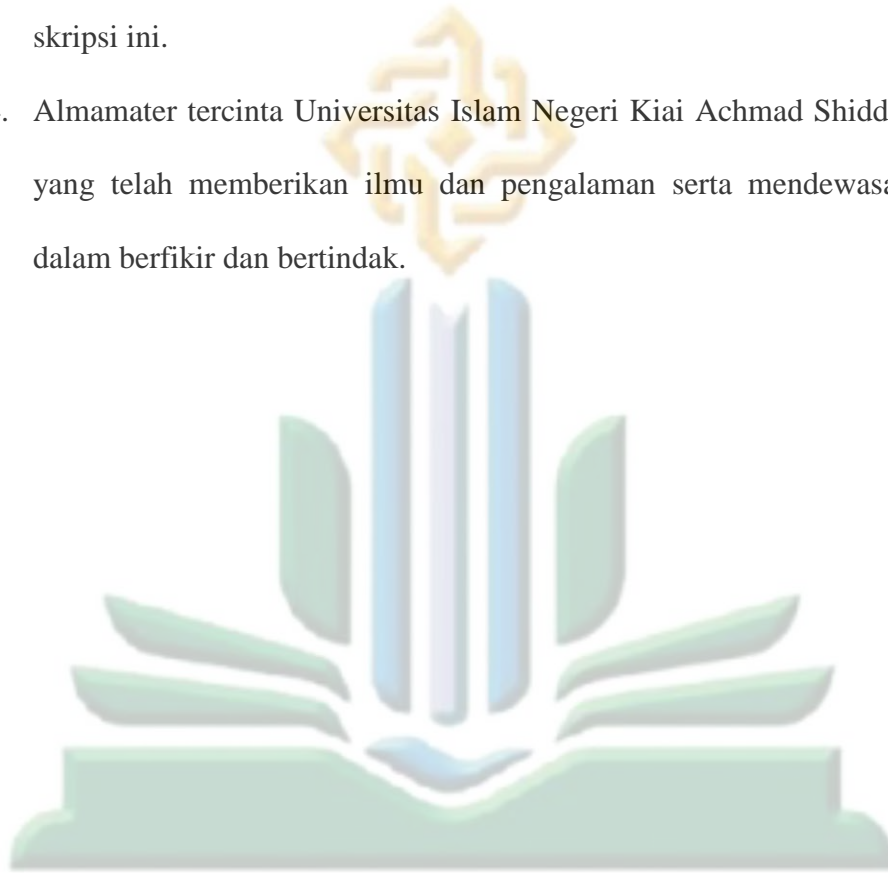 skripsi ini.
. Almamater tercinta Universitas Islam Negeri Kiai Achmad Shidd
yang telah memberikan ilmu dan pengalaman serta mendewasa
dalam berfikir dan bertindak.